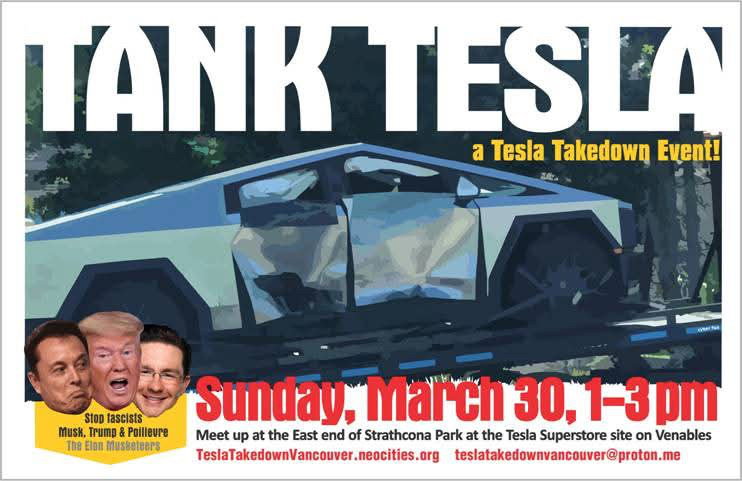 TANK TESLA
a Tesla Takedown Event!
cyber tua
Stop fascists
Musk, Trump & Poilievre
The Elon Musketeers
Sunday, March 30, 1–3 pm
Meet up at the East end of Strathcona Park at the Tesla Superstore site on Venables
TeslaTakedownVancouver.neocities.org teslatakedownvancouver@proton.me